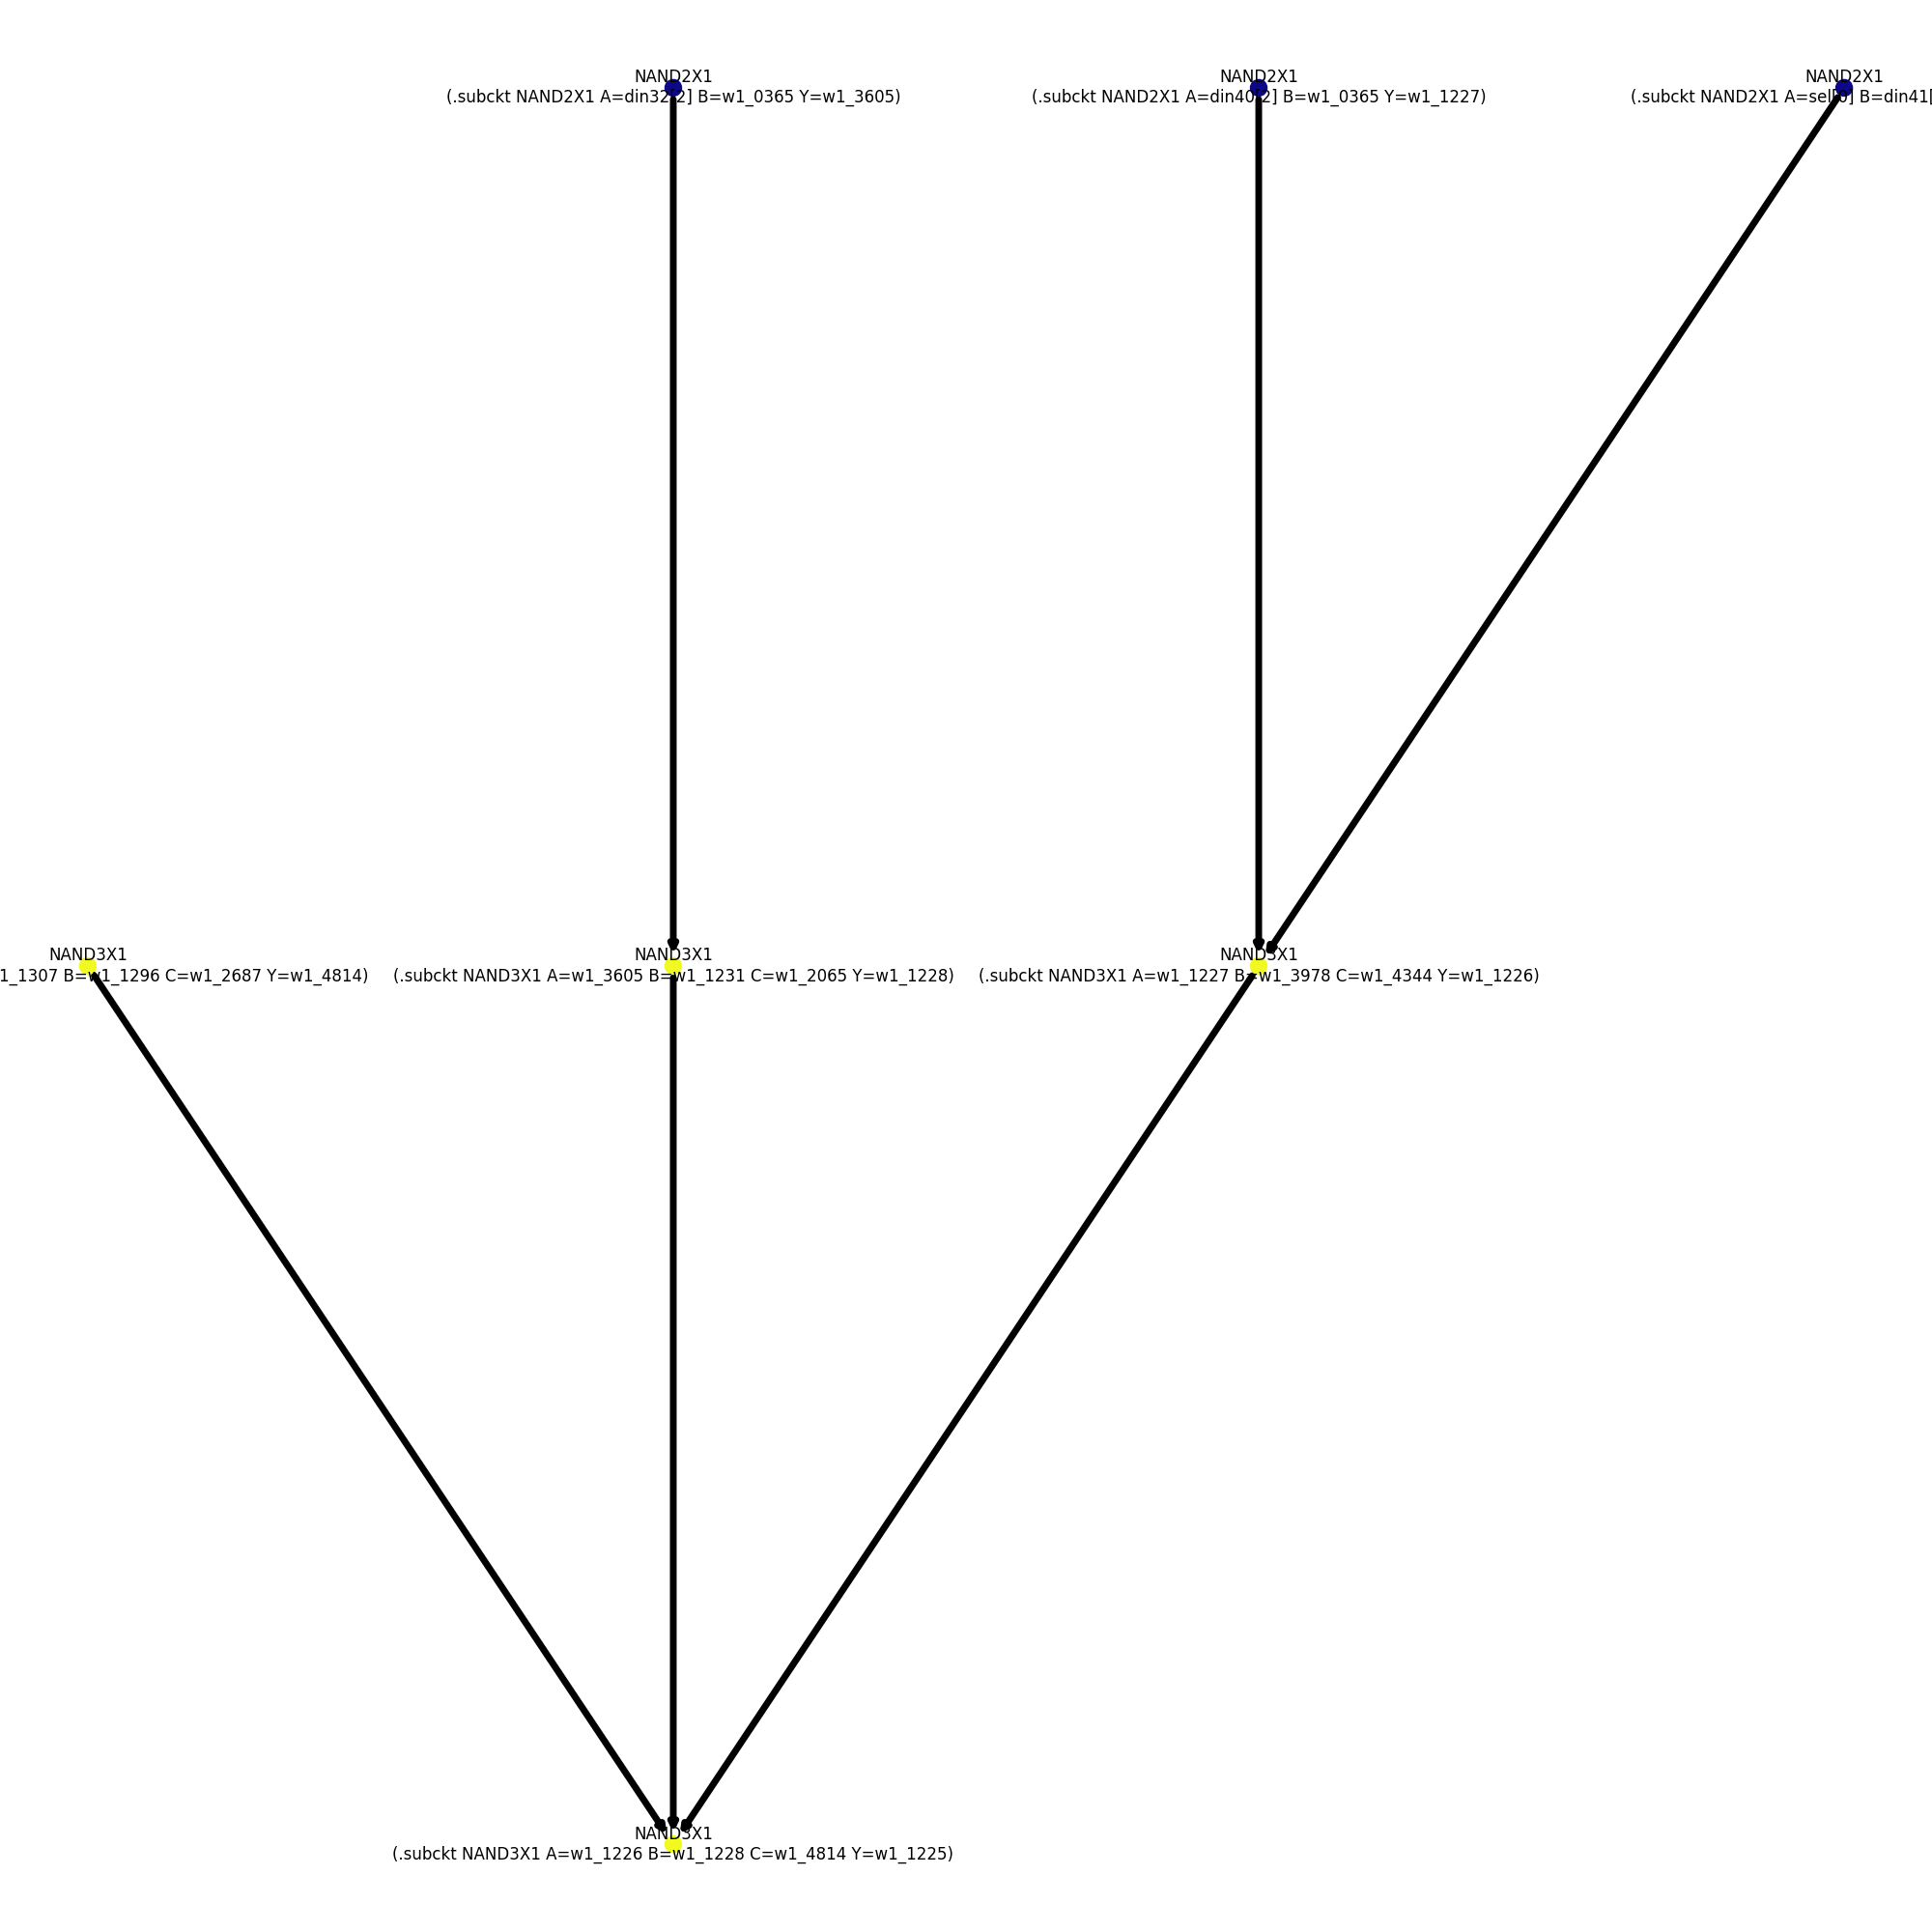 NAND2X1
(.subckt NAND2X1 A=din32[2] B=w1_0365 Y=w1_3605)
NAND2X1
(.subckt NAND2X1 A=din40[2] B=w1_0365 Y=w1_1227)
NAND2X1
(.subckt NAND2X1 A=sel[0] B=din41[
NAND3X1
1_1307 B=w1_1296 C=w1_2687 Y=w1_4814)
NAND3X1
(.subckt NAND3X1 A=w1_3605 B=w1_1231 C=w1_2065 Y=w1_1228)
NAND3X1
(.subckt NAND3X1 A=w1_1227 B=w1_3978 C=w1_4344 Y=w1_1226)
NAND3X1
(.subckt NAND3X1 A=w1_1226 B=w1_1228 C=w1_4814 Y=w1_1225)